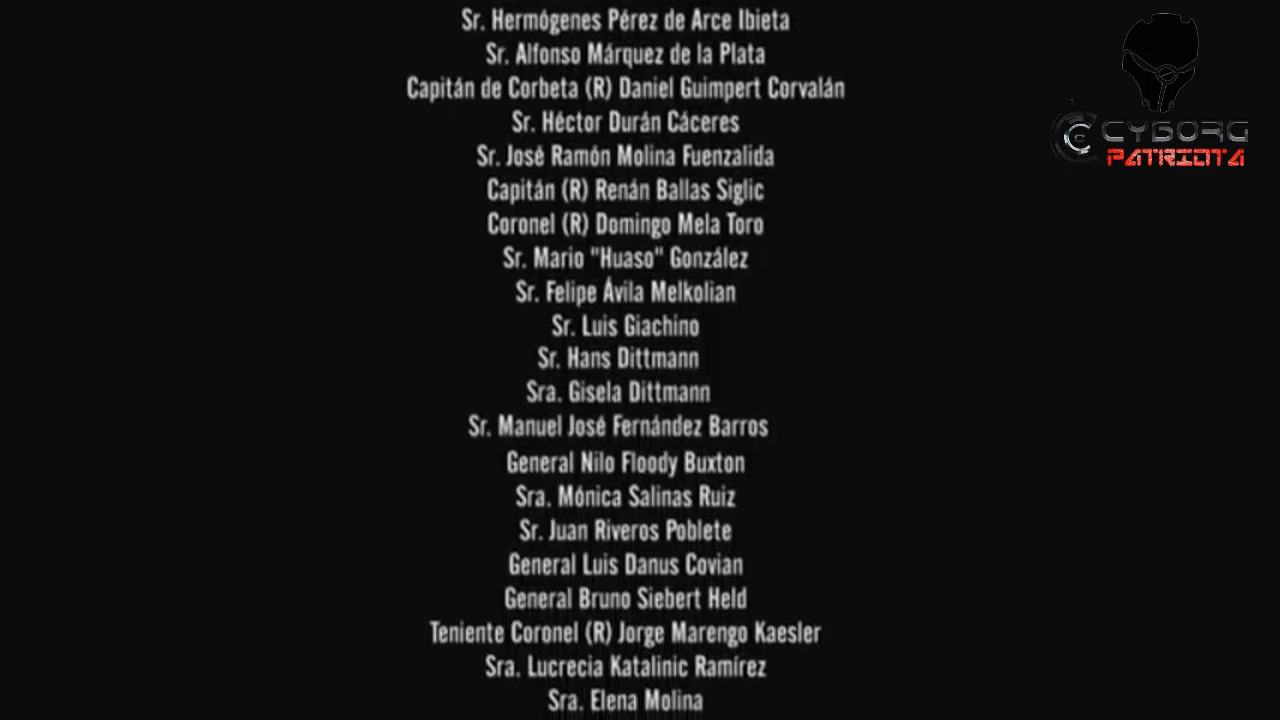 Sr. Hermógenes Pérez de Arce Ibieta
Sr. Alfonso Márquez de la Plata
Capitán de Corbeta (R) Daniel Guimpert Corvalán
Sr. Héctor Durán Cáceres
Sr. José Ramón Molina Fuenzalida
Capitán (R) Renán Ballas Siglic
Coronel (R) Domingo Mela Toro
Sr. Mario "Huaso" González
Sr. Felipe Ávila Melkolian
Sr. Luis Giachino
Sr. Hans Dittmann
Sra. Gisela Dittmann
Sr. Manuel José Fernández Barros
General Nilo Floody Buxton
Sra. Mónica Salinas Ruiz
Sr. Juan Riveros Poblete
General Luis Danus Covian
General Bruno Siebert Held
Teniente Coronel (R) Jorge Marengo Kaesler
Sra. Lucrecia Katalinic Ramírez
Sra. Elena Molina
CYBORG
PATRIOTA